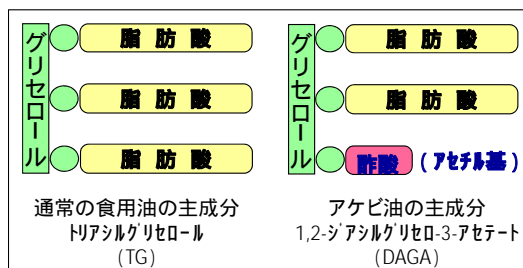 グリセロール
脂肪酸
脂肪酸
脂肪酸
通常の食用油の主成分
ﾄﾘｱｼﾙｸﾞﾘｾﾛｰﾙ
(TG)
グリセロール
脂肪酸
脂肪酸
酢酸 (ｱｾﾁﾙ基)
アケビ油の主成分
1,2-ｼﾞｱｼﾙｸﾞﾘｾﾛ-3-ｱｾﾃｰﾄ
(DAGA)